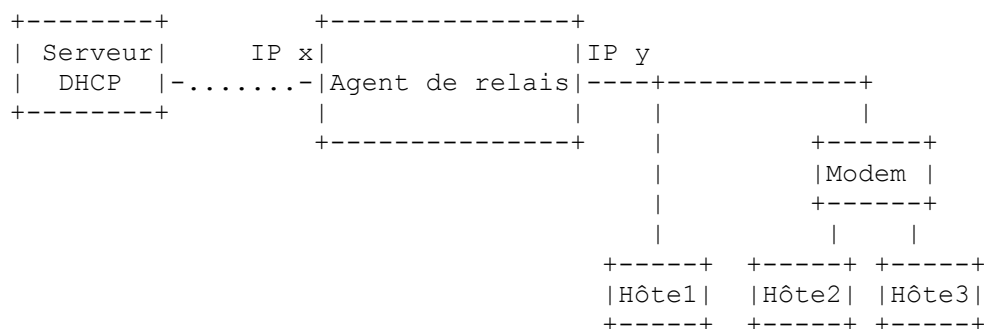 Serveur IP x IP y
DHCP Agent de relais
Modem
Hôte1 Hôte2 Hôte3